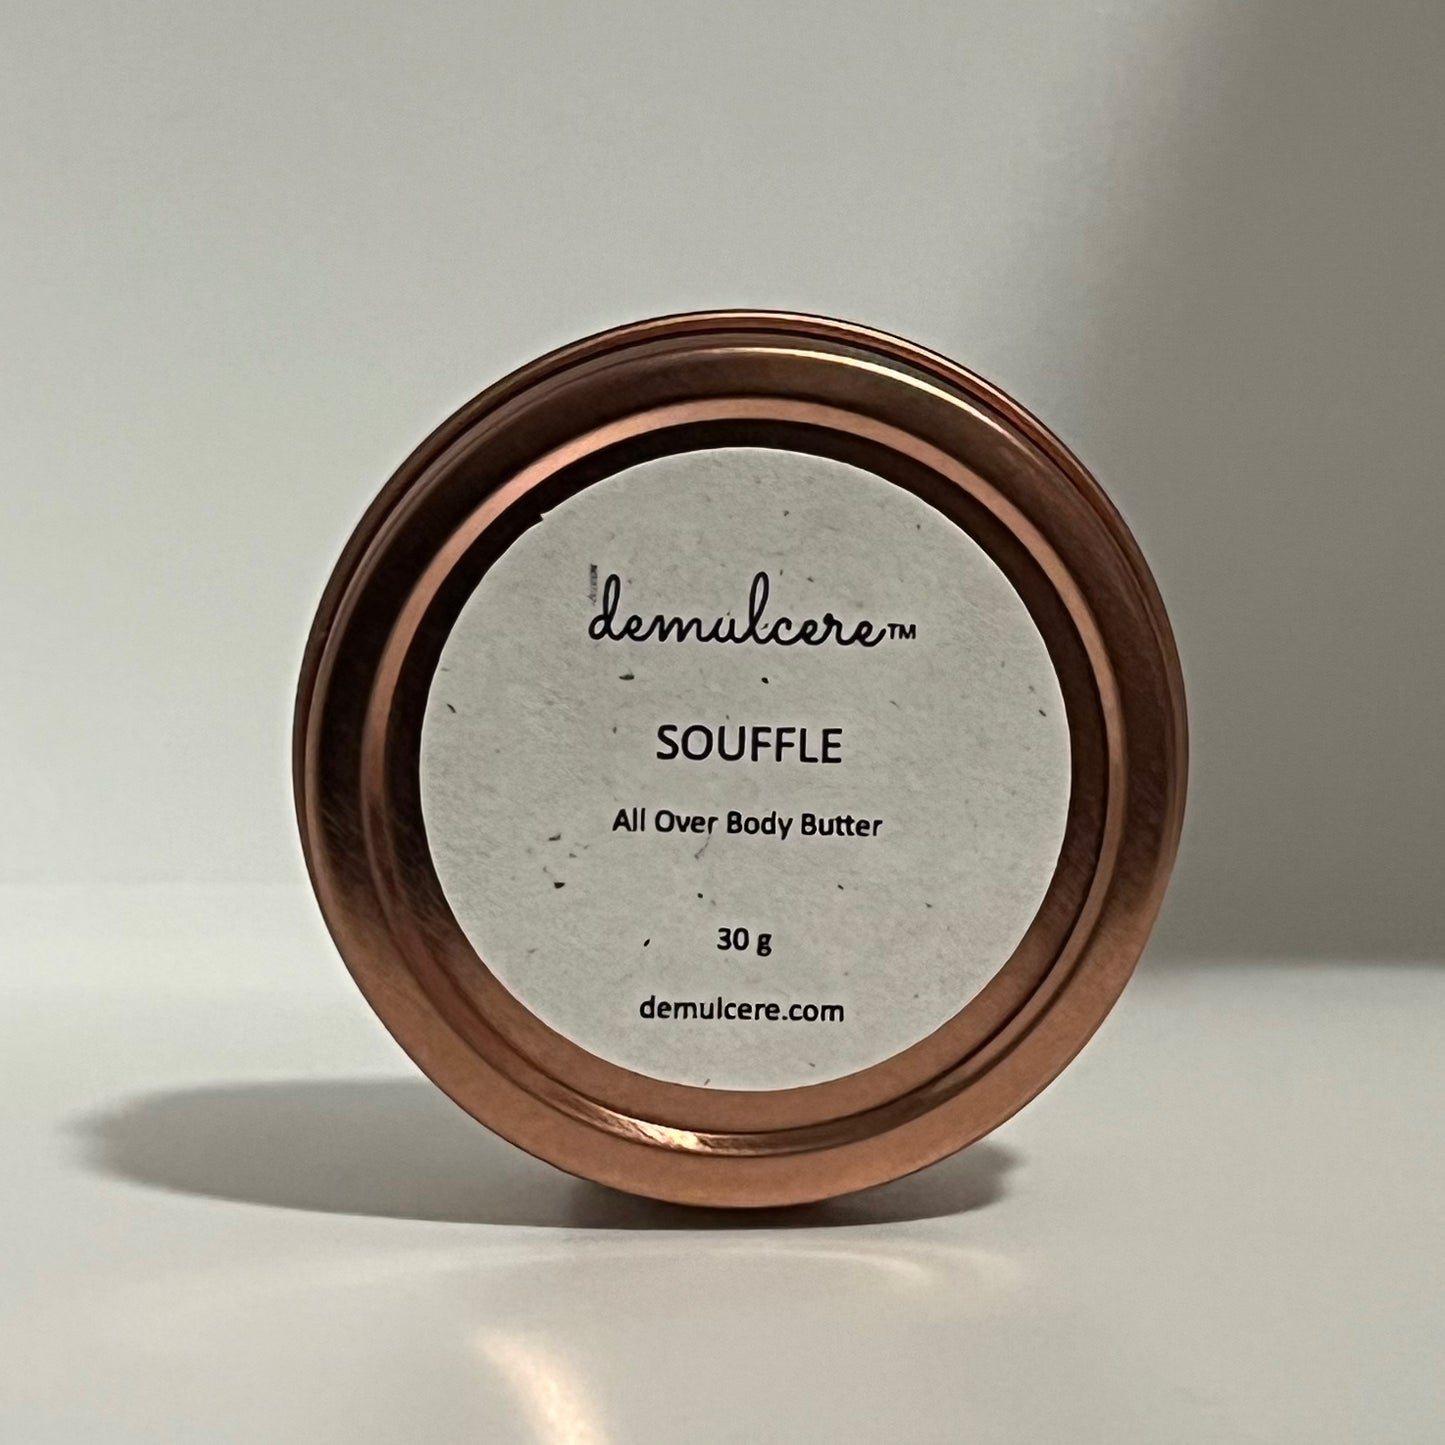 demulcere™
SOUFFLE
All Over Body Butter
30 g
demulcere.com